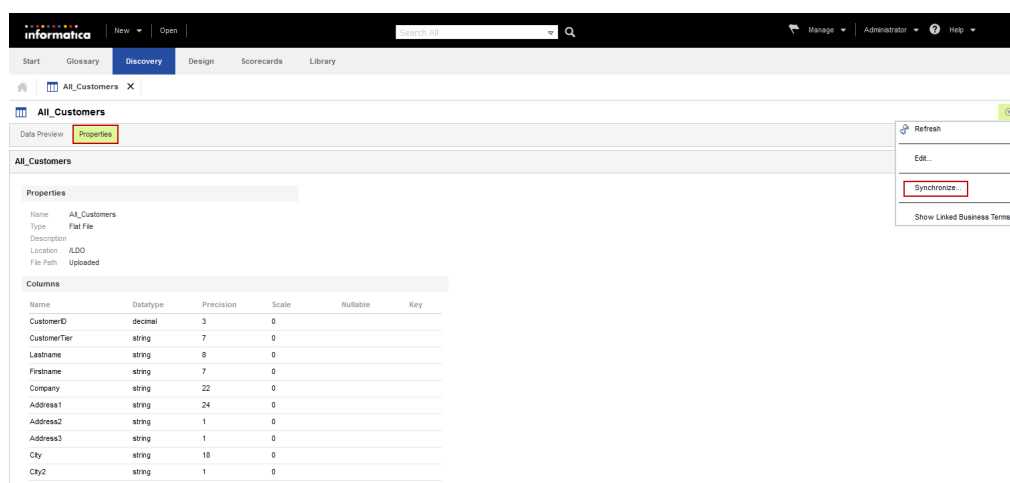 informatica New Open Search All Manage Administrator Help
Start Glossary Discovery Design Scorecards Library
All_Customers X
All_Customers
Data Preview Properties
Refresh
All_Customers
Edit...
Synchronize...
Show Linked Business Terms
Properties
Name All_Customers
Type Flat File
Description
Location /LDO
File Path Uploaded
Columns
Name Datatype Precision Scale Nullable Key
CustomerID decimal 3 0
CustomerTier string 7 0
Lastname string 8 0
Firstname string 7 0
Company string 22 0
Address1 string 24 0
Address2 string 1 0
Address3 string 1 0
City string 18 0
City2 string 1 0